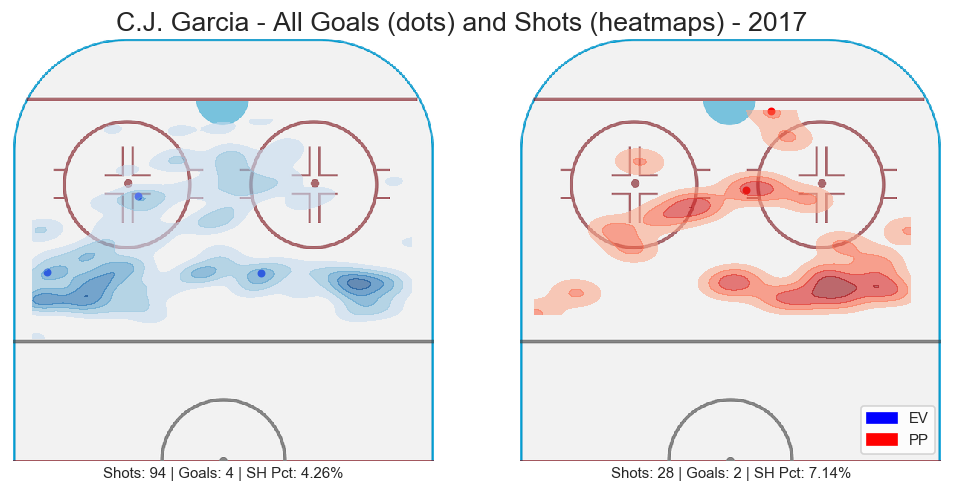 C.J. Garcia - All Goals (dots) and Shots (heatmaps) - 2017
EV
PP
Shots: 94 | Goals: 4 | SH Pct: 4.26%
Shots: 28 | Goals: 2 | SH Pct: 7.14%